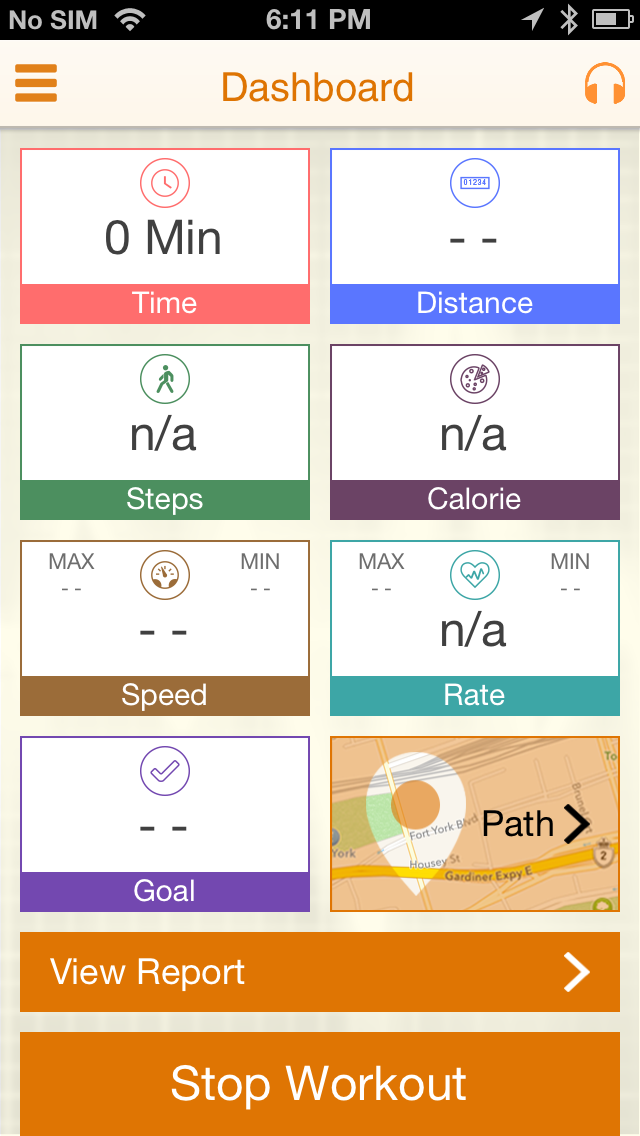 No SIM 6:11 PM
Dashboard
01234
0 Min
- -
Time
Distance
n/a
n/a
Steps
Calorie
MAX
MIN
MAX
MIN
- -
- -
- -
- -
- -
n/a
Speed
Rate
- -
Goal
To
Fort York Blvd
York
Housey St
Gardiner Expy E
2
Path
View Report
Stop Workout